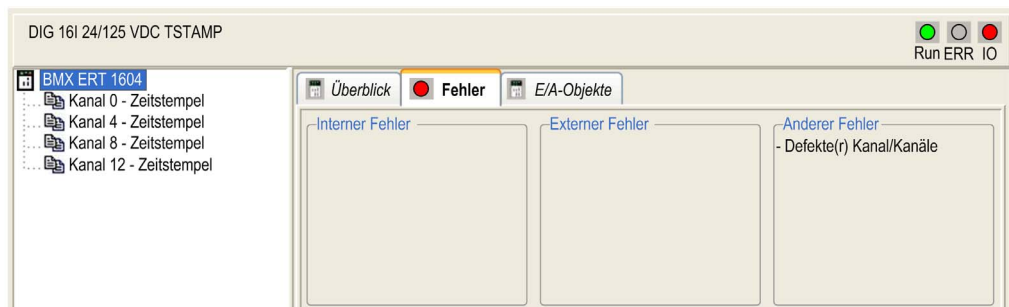 DIG 16I 24/125 VDC TSTAMP
Run ERR IO
BMX ERT 1604
Kanal 0 - Zeitstempel
Kanal 4 - Zeitstempel
Kanal 8 - Zeitstempel
Kanal 12 - Zeitstempel
Überblick Fehler E/A-Objekte
Interner Fehler Externer Fehler Anderer Fehler
- Defekte(r) Kanal/Kanäle